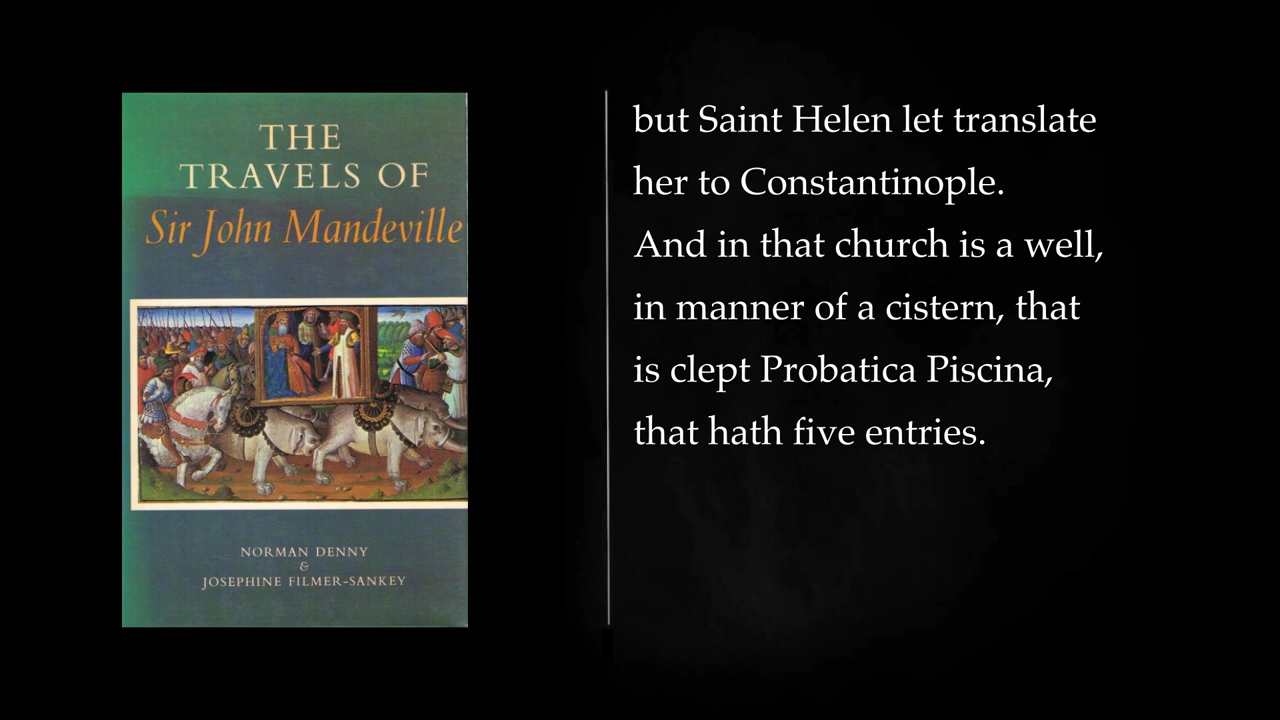 THE
TRAVELS OF
Sir John Mandeville
NORMAN DENNY
&
JOSEPHINE FILMER-SANKEY
but Saint Helen let translate
her to Constantinople.
And in that church is a well,
in manner of a cistern, that
is clept Probatica Piscina,
that hath five entries.